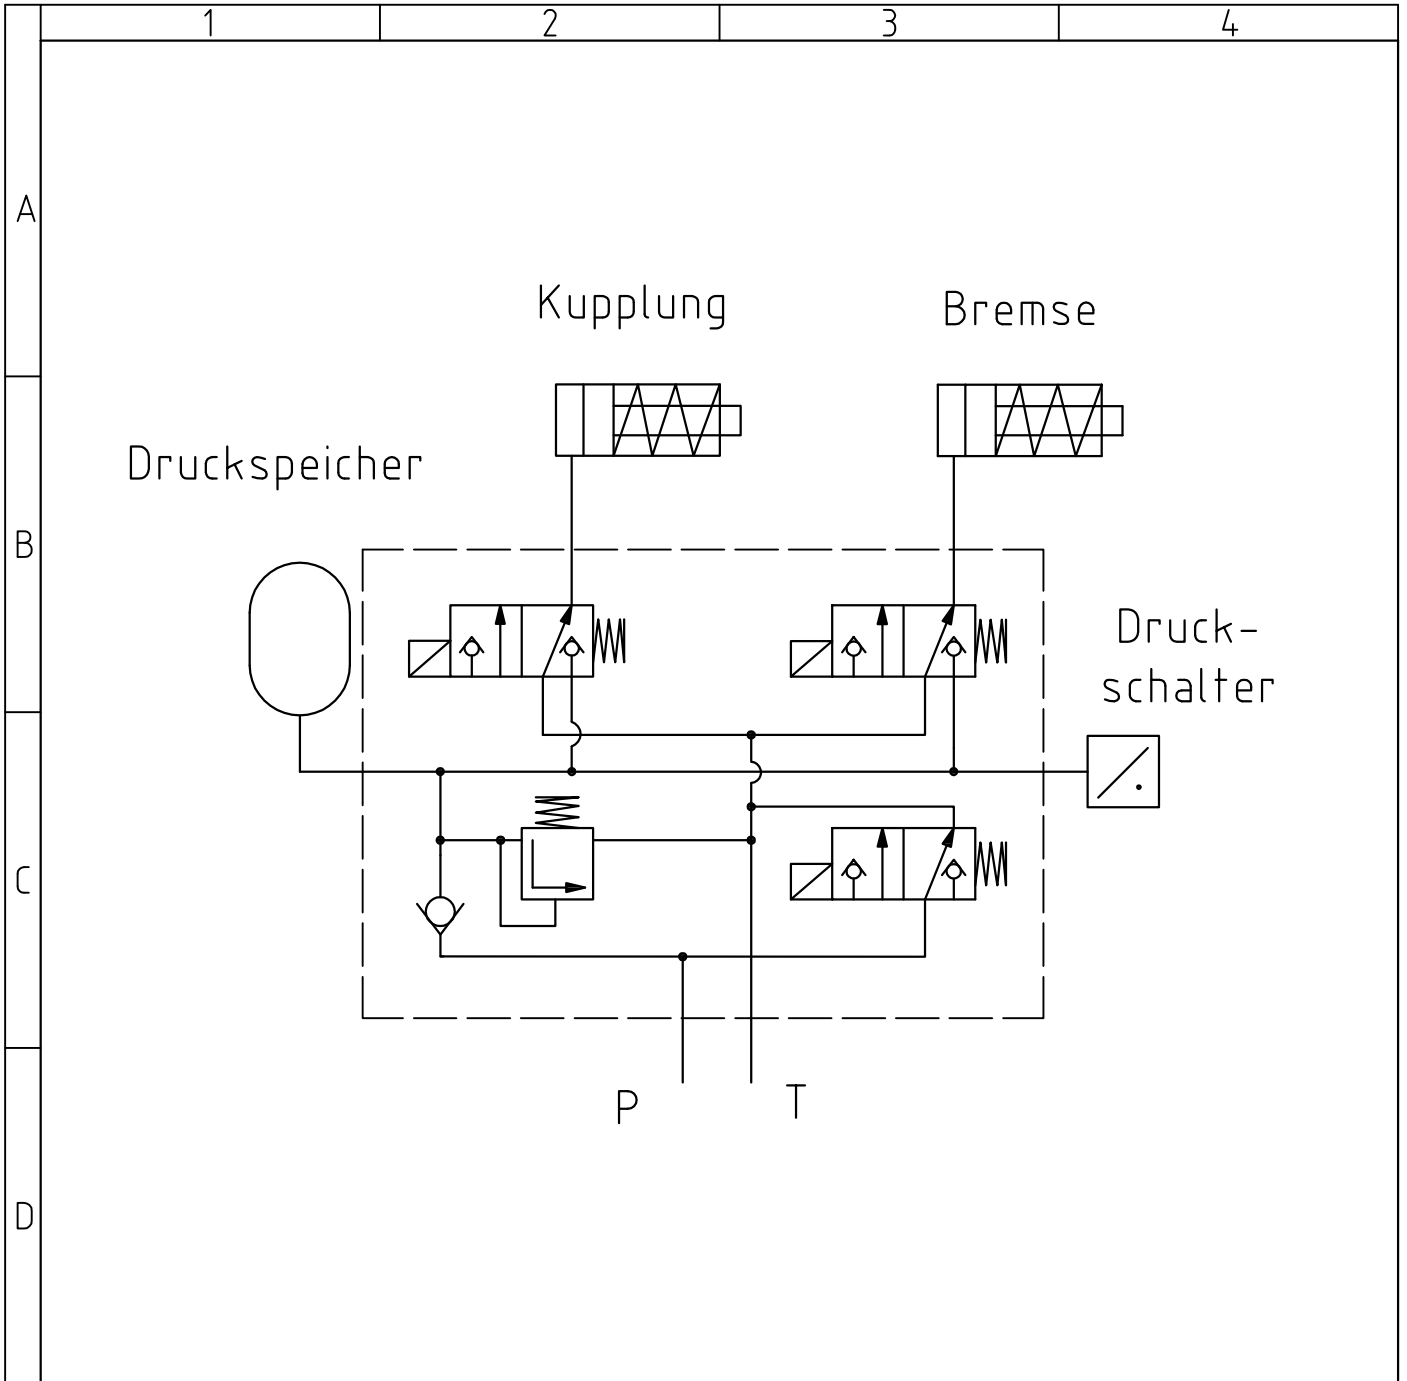 1 2 3 4
A
Kupplung Bremse
Druckspeicher
B
Druck-
schalter
C
P T
D